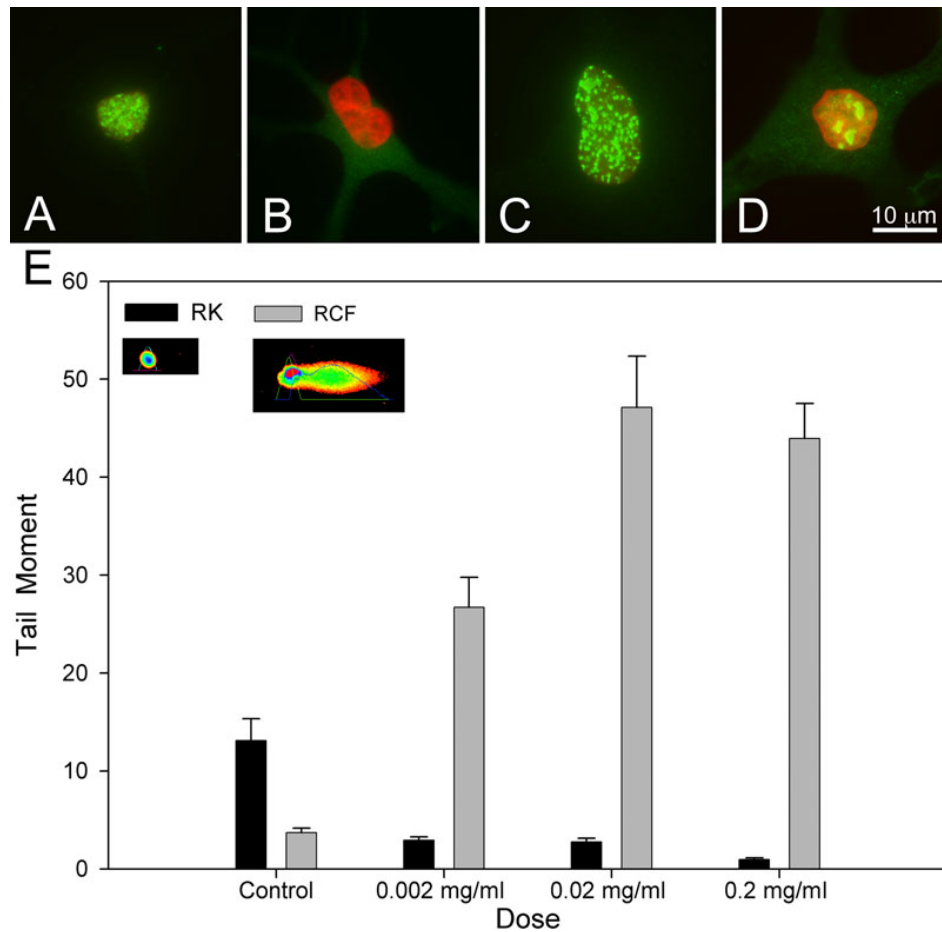 A B C D
10 μm
E
60
RK RCF
50
40
30
20
10
0
Tail Moment
Control 0.002 mg/ml 0.02 mg/ml 0.2 mg/ml
Dose